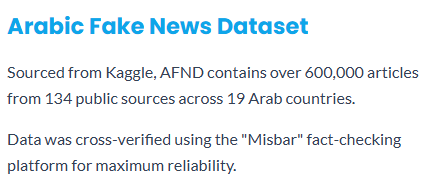 Arabic Fake News Dataset
Sourced from Kaggle, AFND contains over 600,000 articles
from 134 public sources across 19 Arab countries.
Data was cross-verified using the "Misbar" fact-checking
platform for maximum reliability.